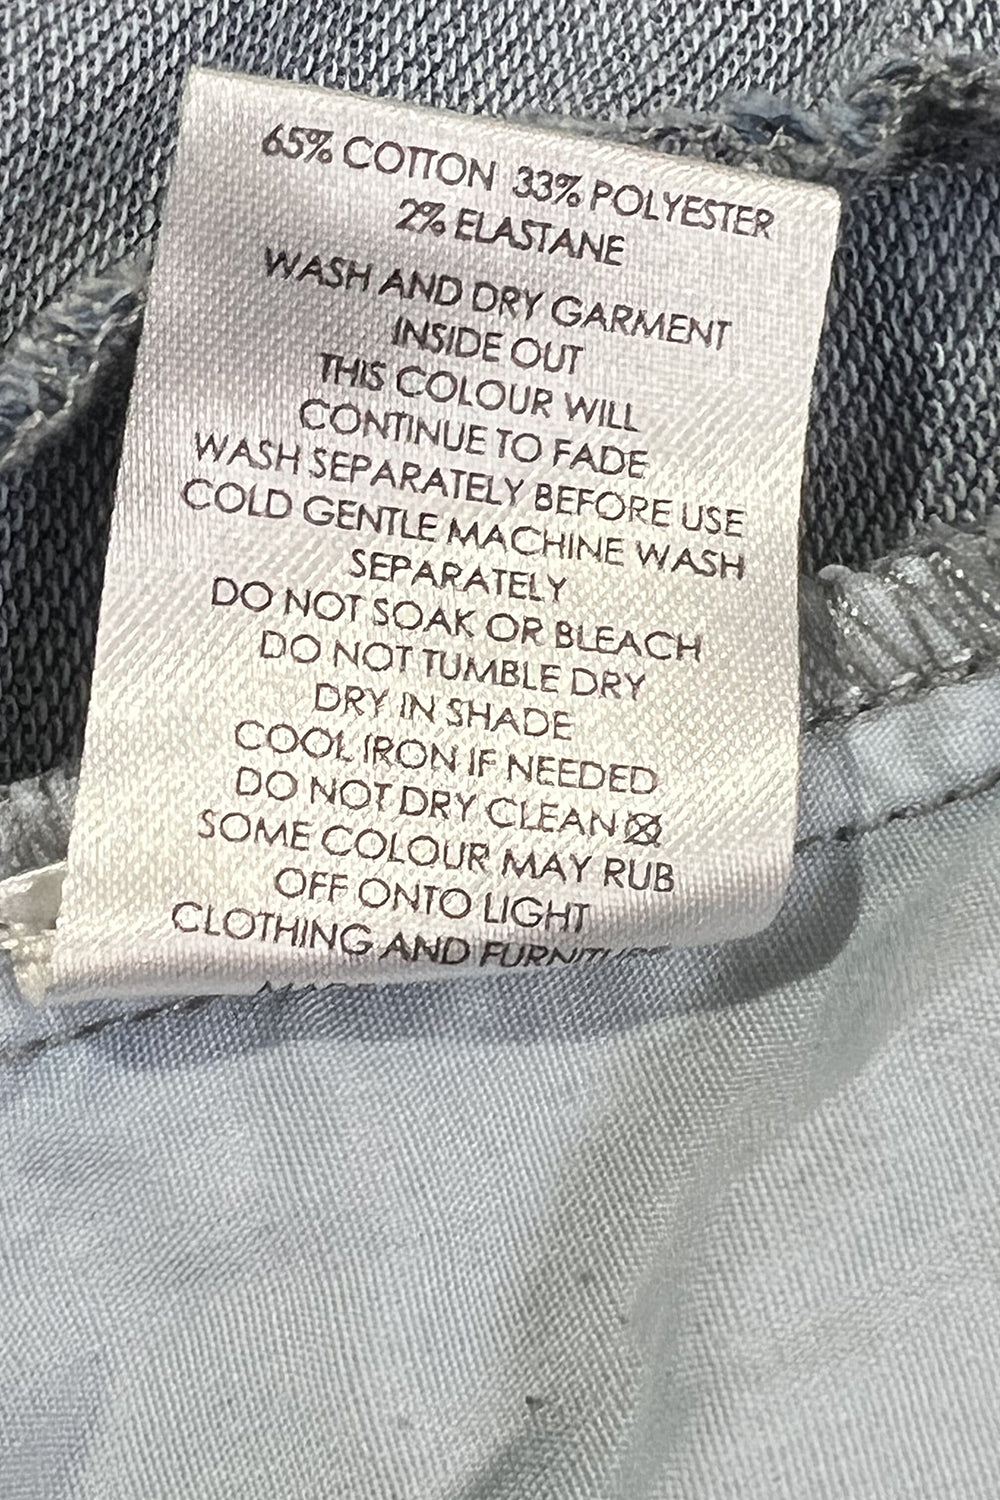 65% COTTON 33% POLYESTER
2% ELASTANE
WASH AND DRY GARMENT
INSIDE OUT
THIS COLOUR WILL
CONTINUE TO FADE
WASH SEPARATELY BEFORE USE
COLD GENTLE MACHINE WASH
SEPARATELY
DO NOT SOAK OR BLEACH
DO NOT TUMBLE DRY
DRY IN SHADE
COOL IRON IF NEEDED
DO NOT DRY CLEAN
SOME COLOUR MAY RUB
OFF ONTO LIGHT
CLOTHING AND